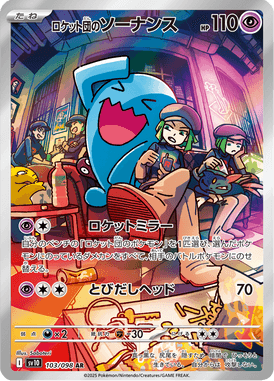 たね
ロケット団のソーナンス
HP 110
ロケットミラー
自分のベンチの「ロケット団のポケモン」を1匹選び、選んだポケ
モンにのっているダメカンをすべて、相手のバトルポケモンにのせ
替える。
とびだしヘッド 70
×2
-30
Illus.
sv10 103/098 AR
©2025 Pokémon/Nintendo/Creatures/GAME FREAK.